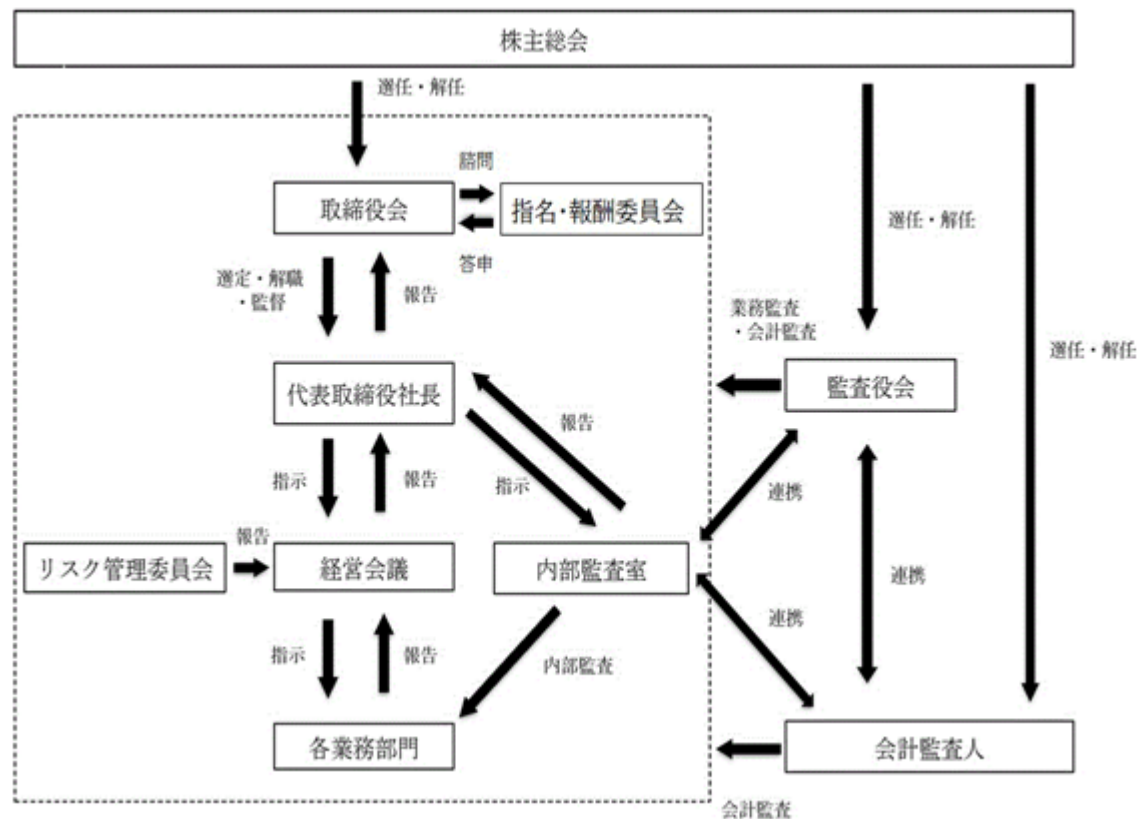 株主総会
選任・解任
諮問
取締役会
指名・報酬委員会
答申
選任・解任
選定・解職
・監督
報告
業務監査
・会計監査
選任・解任
代表取締役社長
監査役会
報告
指示
報告
指示
連携
報告
リスク管理委員会
経営会議
内部監査室
連携
連携
指示
報告
内部監査
各業務部門
会計監査人
会計監査